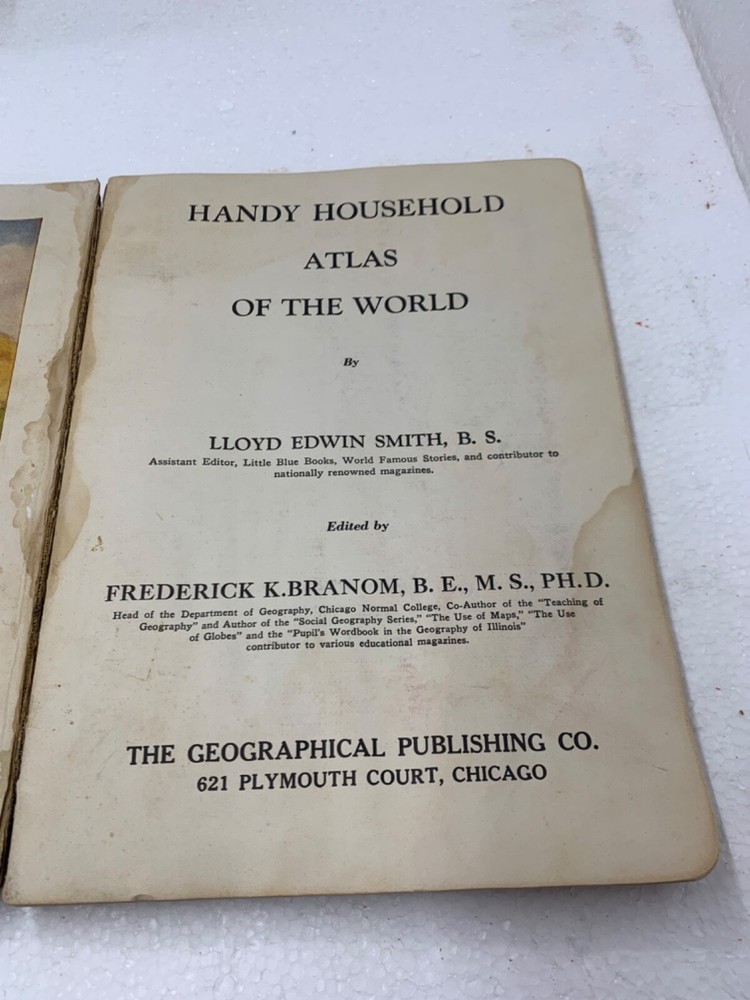 HANDY HOUSEHOLD
ATLAS
OF THE WORLD
By
LLOYD EDWIN SMITH, B. S.
Assistant Editor, Little Blue Books, World Famous Stories, and contributor to
nationally renowned magazines.
Edited by
FREDERICK K.BRANOM, B. E., M. S., PH.D.
Head of the Department of Geography, Chicago Normal College, Co-Author of the "Teaching of
Geography" and Author of the "Social Geography Series," "The Use of Maps," "The Use
of Globes" and the "Pupil's Wordbook in the Geography of Illinois"
contributor to various educational magazines.
THE GEOGRAPHICAL PUBLISHING CO.
621 PLYMOUTH COURT, CHICAGO